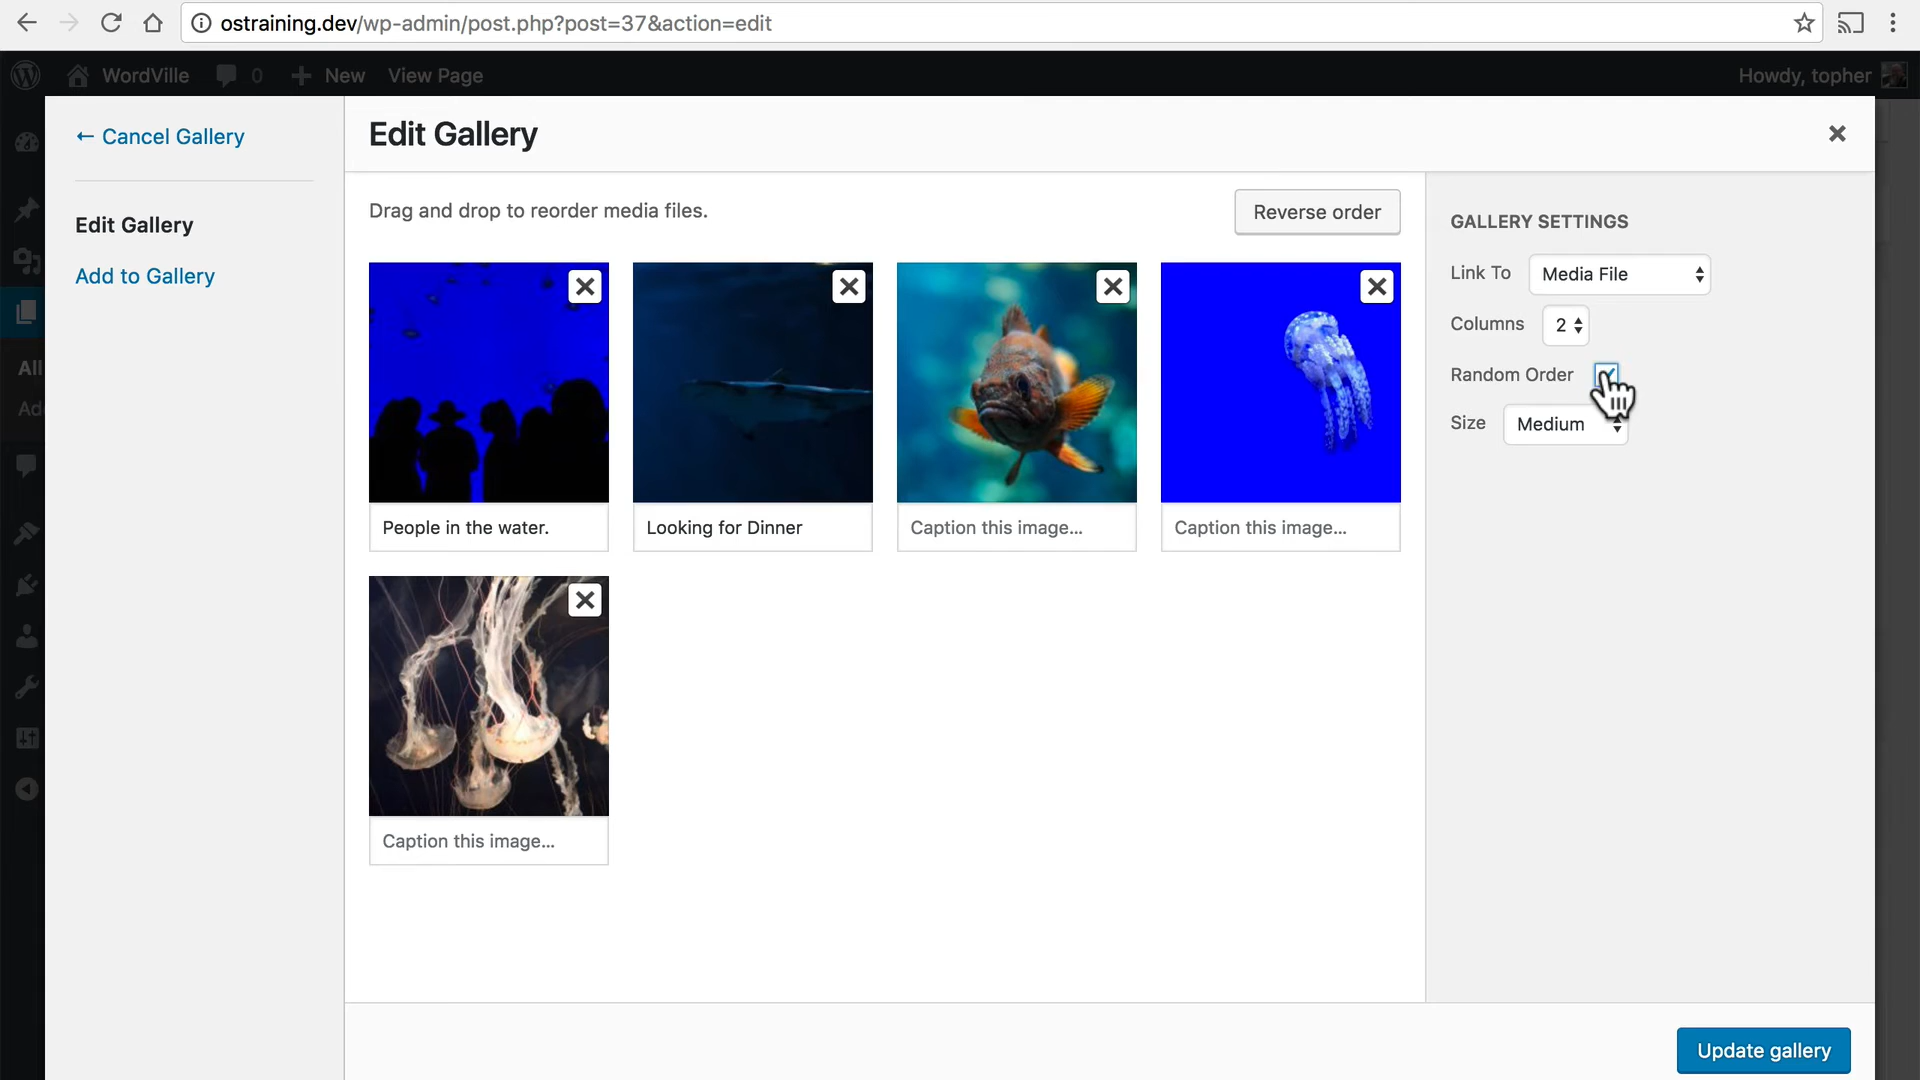 ostraining.dev/wp-admin/post.php?post=37&action=edit
WordVille 0 New View Page Howdy, topher
← Cancel Gallery
Edit Gallery
Add to Gallery
Edit Gallery
Drag and drop to reorder media files.
Reverse order
People in the water.
Looking for Dinner
Caption this image...
Caption this image...
Caption this image...
GALLERY SETTINGS
Link To Media File
Columns 2
Random Order
Size Medium
Update gallery
All